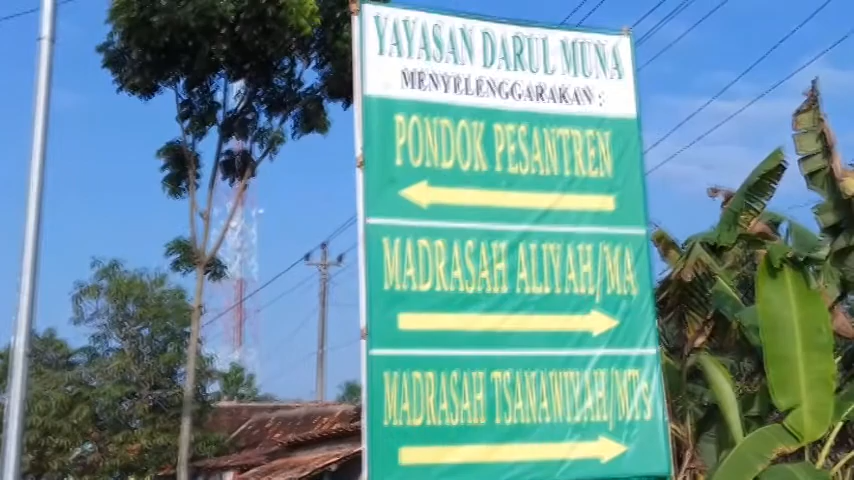 YAYASAN DARUL MUNA
MENYELENGGARAKAN :
PONDOK PESANTREN
MADRASAH ALIYAH/MA
MADRASAH TSANAWIYAH/MTs